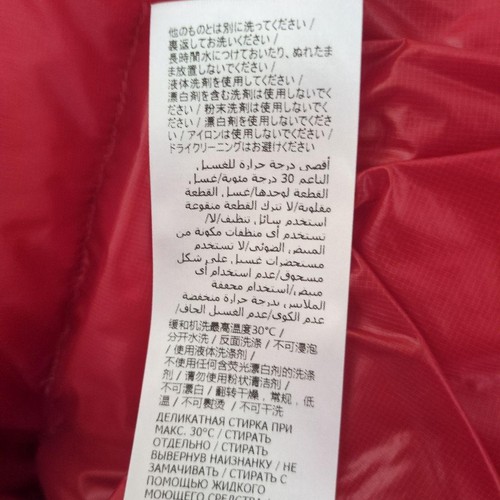 他のものとは別に洗ってください /
裏返してお洗いください /
長時間水につけておいたり、ぬれたま
ま放置しないでください /
液体洗剤を使用してください /
漂白剤を含む洗剤は使用しないでく
ださい / 粉末洗剤は使用しないでく
ださい / 漂白剤は使用しないでくださ
い / アイロンは使用しないでください /
ドライクリーニングはお避けください
أقصى درجة حرارة للغسيل
الناعم 30 درجة مئوية/غسل
القطعة لوحدها/غسل القطعة
مقلوبة/لا تترك القطعة منقوعة
استخدم سائل تنظيف/لا/
تستخدم أي منظفات مكونة من
المبيض الضوئي/لا تستخدم
مستحضرات غسيل على شكل
مسحوق/عدم استخدام أي
مبيض/استخدام مجففة
الملابس بدرجة حرارة منخفضة
عدم الكوي/عدم الغسيل الجاف/
缓和机洗最高温度30°C /
分开水洗 / 反面洗涤 / 不可浸泡
/ 使用液体洗涤剂 /
不使用任何含荧光漂白剂的洗涤
剂 / 请勿使用粉状清洁剂 /
不可漂白 / 翻转干燥，常规，低
温 / 不可熨烫 / 不可干洗
ДЕЛИКАТНАЯ СТИРКА ПРИ
МАКС. 30°C / СТИРАТЬ
ОТДЕЛЬНО / СТИРАТЬ
ВЫВЕРНУВ НАИЗНАНКУ / НЕ
ЗАМАЧИВАТЬ / СТИРАТЬ С
ПОМОЩЬЮ ЖИДКОГО
МОЮЩЕГО СРЕДСТВА /